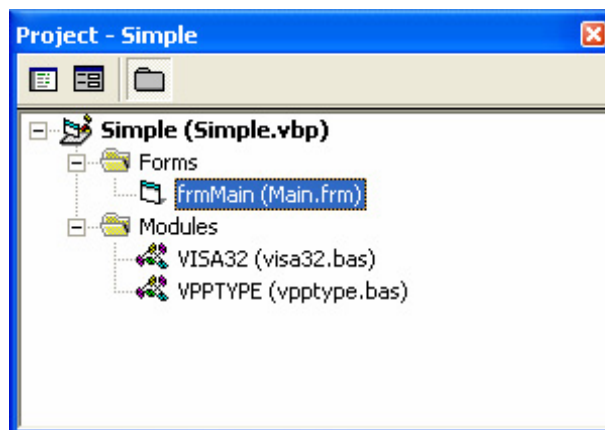 Project - Simple
Simple (Simple.vbp)
Forms
frmMain (Main.frm)
Modules
VISA32 (visa32.bas)
VPPTYPE (vpptype.bas)